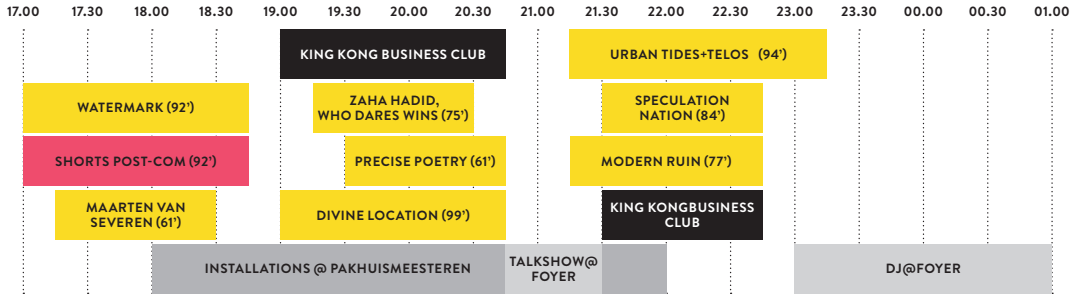 17.00 17.30 18.00 18.30 19.00 19.30 20.00 20.30 21.00 21.30 22.00 22.30 23.00 23.30 00.00 00.30 01.00
KING KONG BUSINESS CLUB
URBAN TIDES+TELOS (94’)
WATERMARK (92’)
ZAHA HADID,
WHO DARES WINS (75’)
SPECULATION
NATION (84’)
SHORTS POST-COM (92’)
PRECISE POETRY (61’)
MODERN RUIN (77’)
MAARTEN VAN
SEVEREN (61’)
DIVINE LOCATION (99’)
KING KONGBUSINESS
CLUB
INSTALLATIONS @ PAKHUISMEESTEREN
TALKSHOW@
FOYER
DJ@FOYER